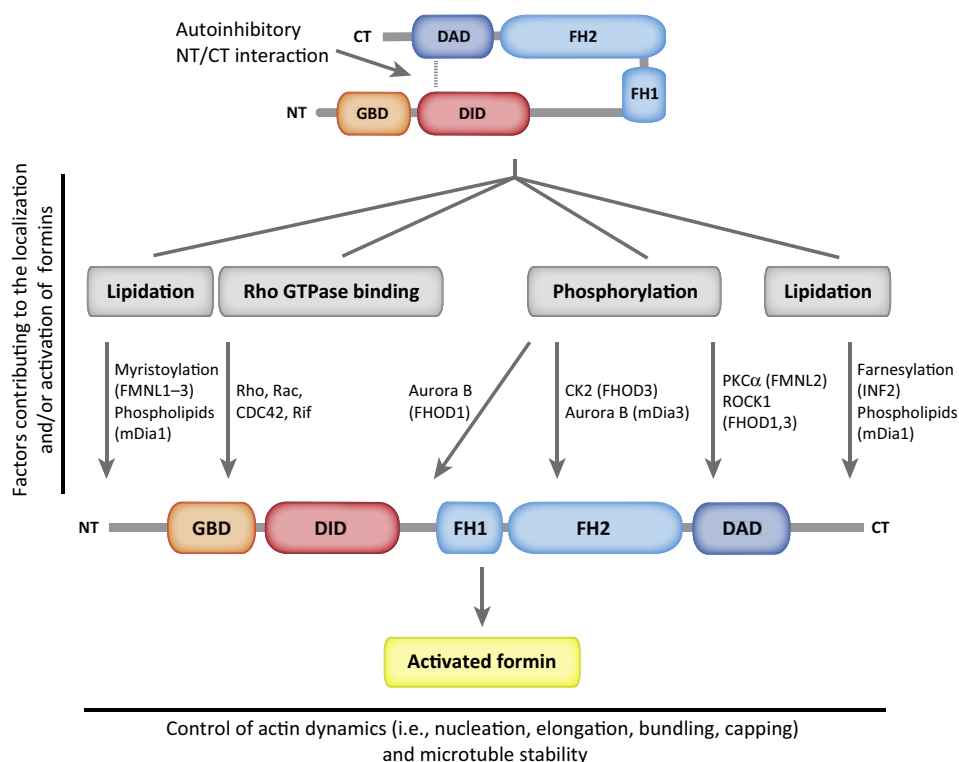 Autoinhibitory
NT/CT interaction
CT
DAD
FH2
FH1
NT
GBD
DID
Factors contributing to the localization
and/or activation of formins
Lipidation
Rho GTPase binding
Phosphorylation
Lipidation
Myristoylation
(FMNL1–3)
Phospholipids
(mDia1)
Rho, Rac,
CDC42, Rif
Aurora B
(FHOD1)
CK2 (FHOD3)
Aurora B (mDia3)
PKCα (FMNL2)
ROCK1
(FHOD1,3)
Farnesylation
(INF2)
Phospholipids
(mDia1)
NT
GBD
DID
FH1
FH2
DAD
CT
Activated formin
Control of actin dynamics (i.e., nucleation, elongation, bundling, capping)
and microtuble stability